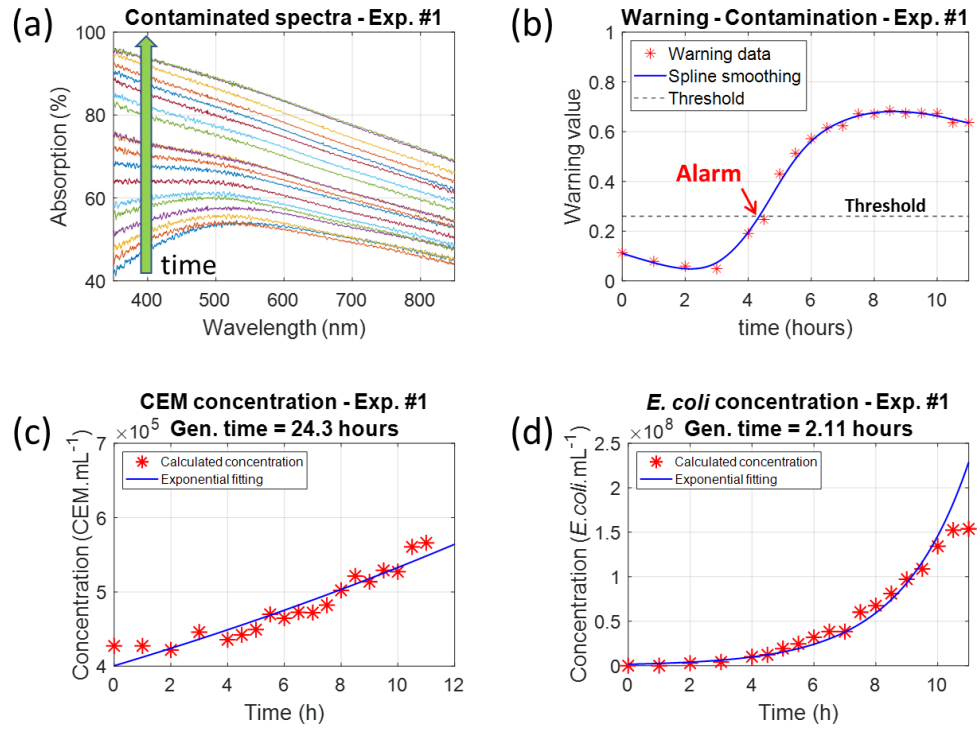 (a)
Contaminated spectra - Exp. #1
100
80
60
40
Absorption (%)
time
400
500
600
700
800
Wavelength (nm)
(b)
Warning - Contamination - Exp. #1
1
0.8
0.6
0.4
0.2
0
Warning value
Warning data
Spline smoothing
Threshold
Alarm
Threshold
0
2
4
6
8
10
time (hours)
(c)
CEM concentration - Exp. #1
Gen. time = 24.3 hours
×10⁵
7
6
5
4
Concentration (CEM.mL⁻¹)
Calculated concentration
Exponential fitting
0
2
4
6
8
10
12
Time (h)
(d)
E. coli concentration - Exp. #1
Gen. time = 2.11 hours
×10⁸
2.5
2
1.5
1
0.5
0
Concentration (E.coli.mL⁻¹)
Calculated concentration
Exponential fitting
0
2
4
6
8
10
Time (h)